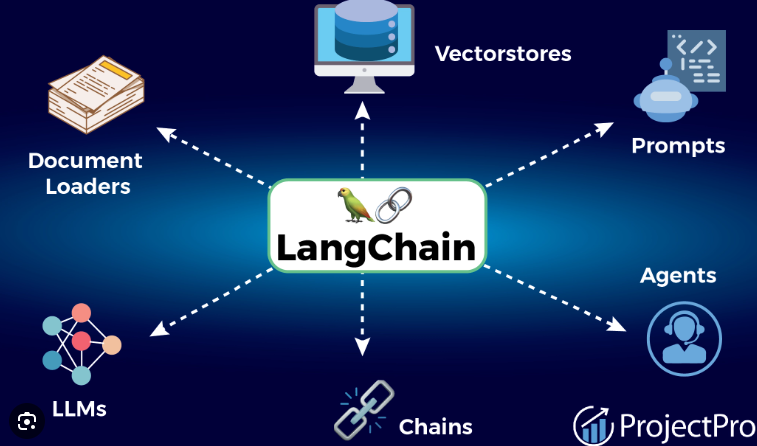 Vectorstores
Document
Loaders
Prompts
</>
LangChain
Agents
LLMs
Chains
ProjectPro